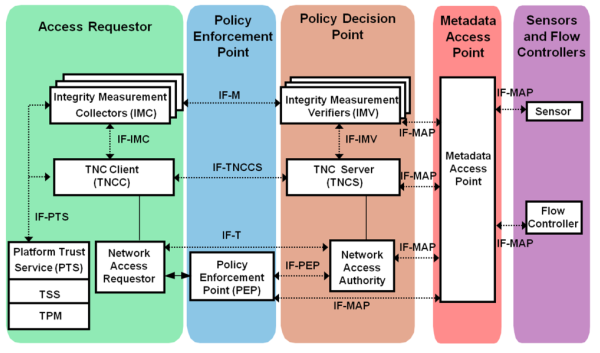 Access Requestor
Policy
Enforcement
Point
Policy Decision
Point
Metadata
Access
Point
Sensors
and Flow
Controllers
Integrity Measurement
Collectors (IMC)
IF-M
Integrity Measurement
Verifiers (IMV)
IF-MAP
IF-MAP
Sensor
IF-IMC
IF-IMV
TNC Client
(TNCC)
IF-TNCCS
TNC Server
(TNCS)
IF-MAP
Metadata
Access
Point
IF-PTS
Flow
Controller
IF-MAP
Platform Trust
Service (PTS)
TSS
TPM
Network
Access
Requestor
IF-T
Policy
Enforcement
Point (PEP)
IF-PEP
Network
Access
Authority
IF-MAP
IF-MAP